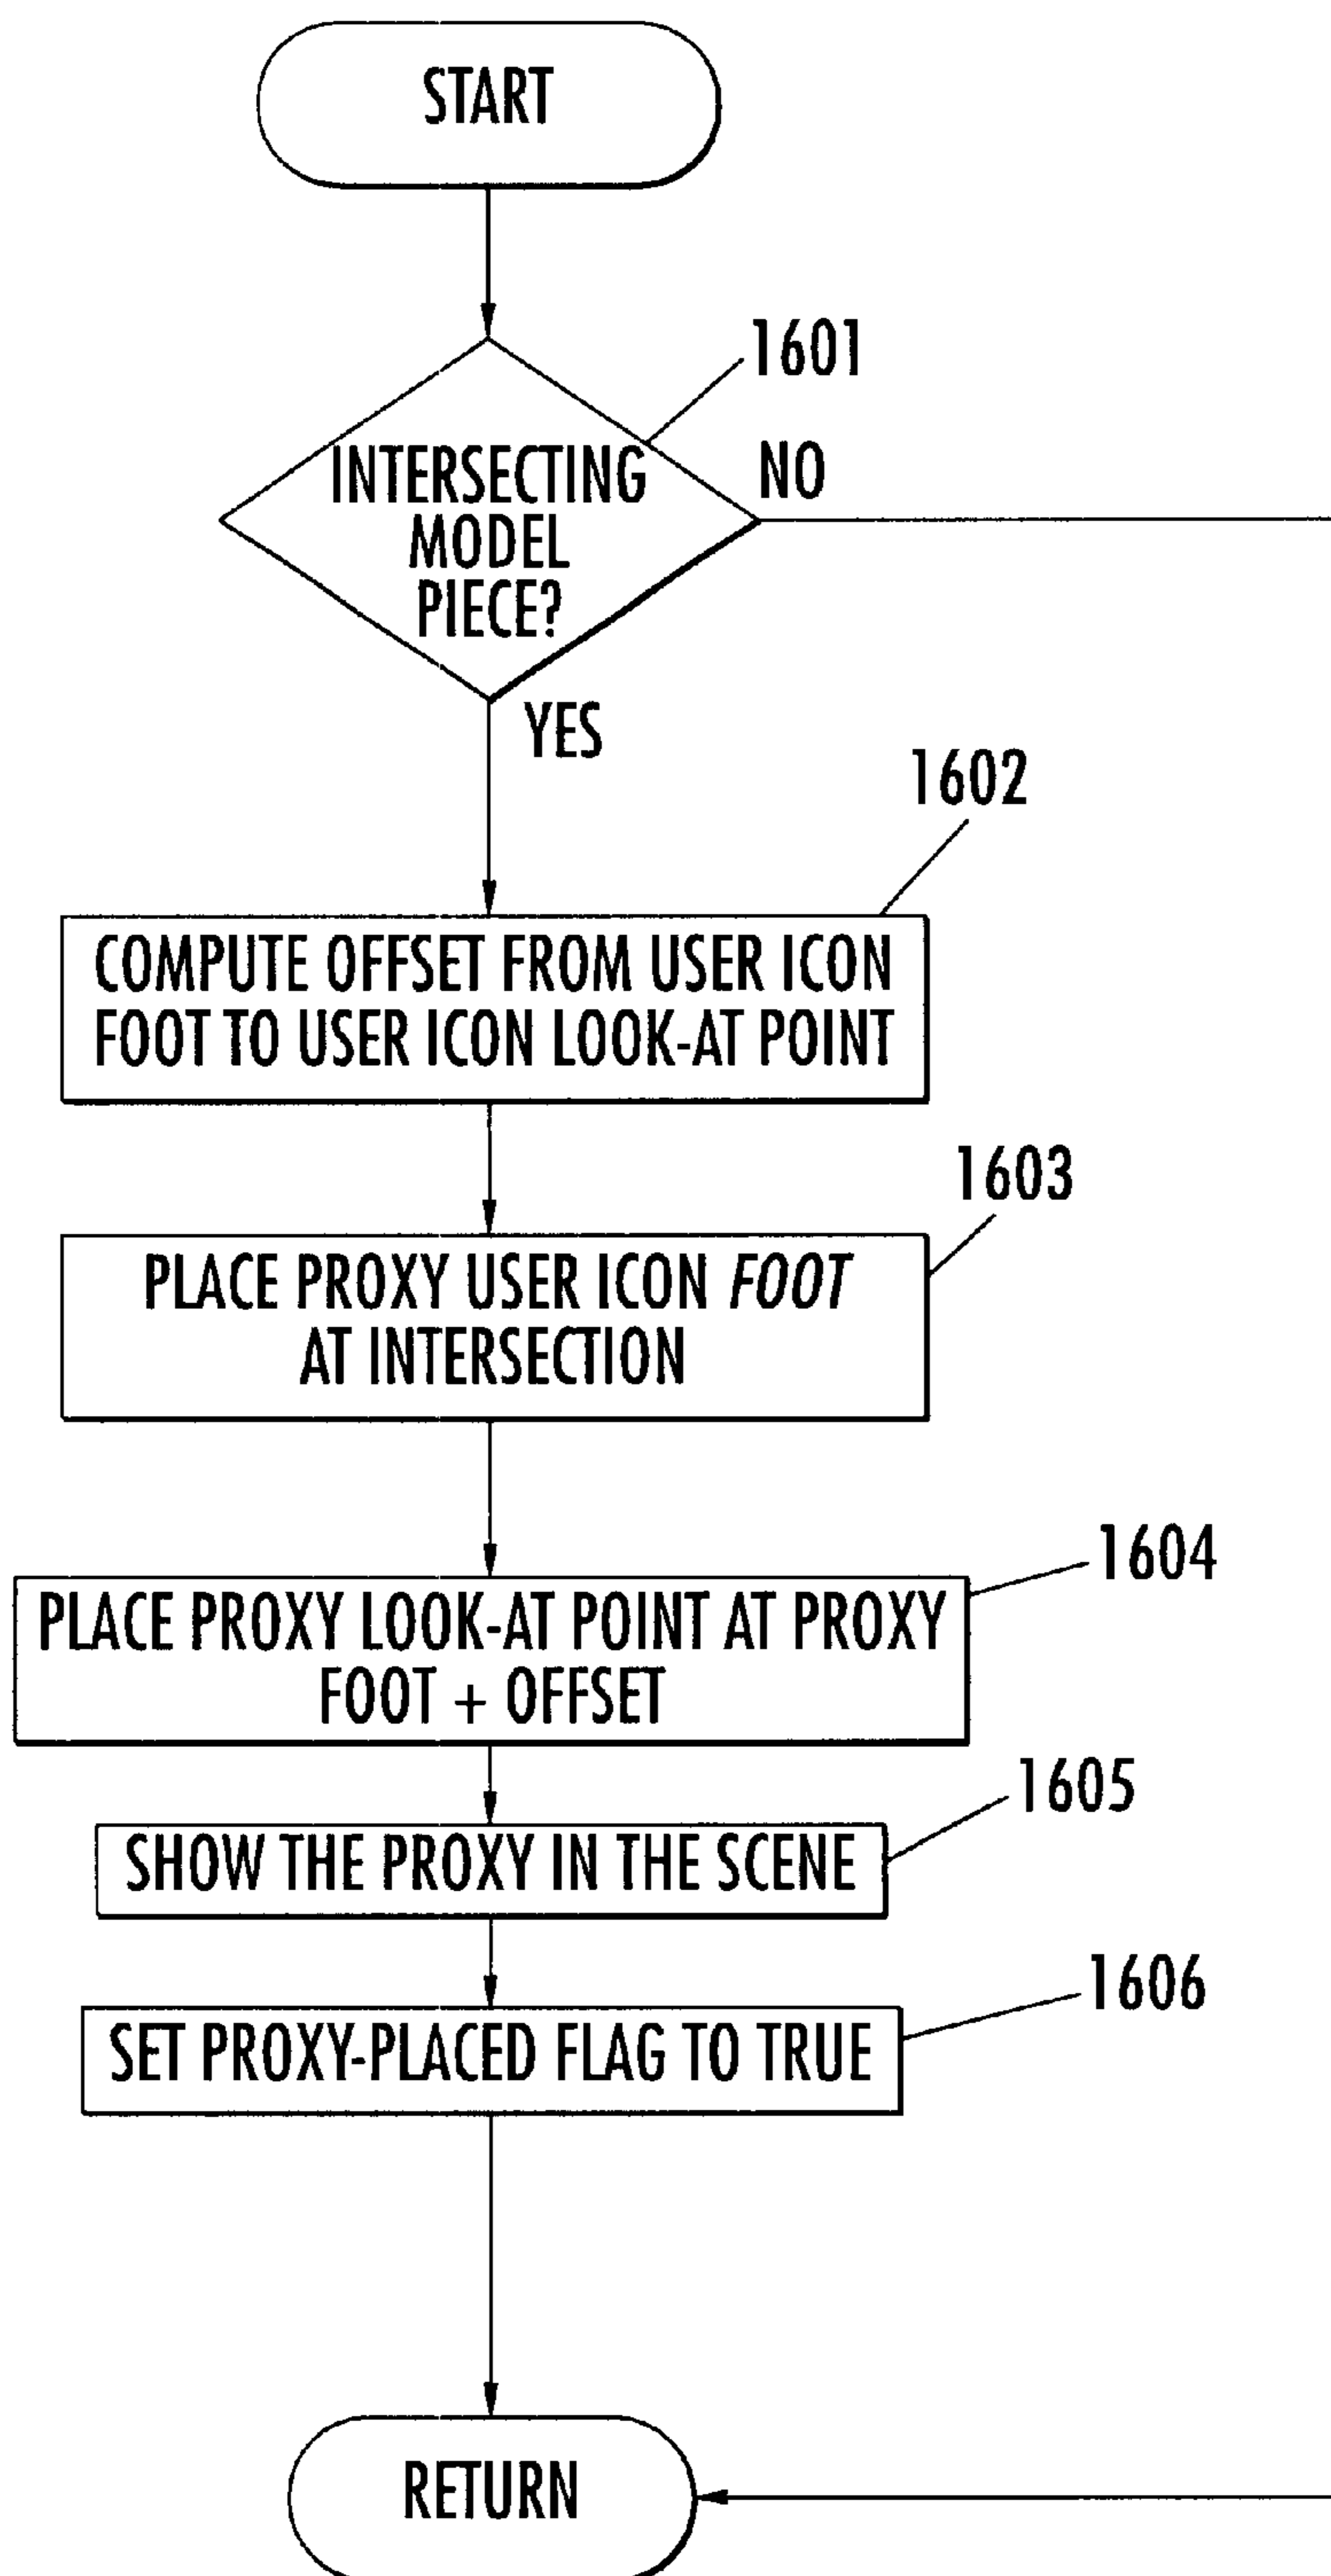 START
1601
INTERSECTING
MODEL
PIECE?
NO
YES
1602
COMPUTE OFFSET FROM USER ICON
FOOT TO USER ICON LOOK-AT POINT
1603
PLACE PROXY USER ICON FOOT
AT INTERSECTION
1604
PLACE PROXY LOOK-AT POINT AT PROXY
FOOT + OFFSET
1605
SHOW THE PROXY IN THE SCENE
1606
SET PROXY-PLACED FLAG TO TRUE
RETURN